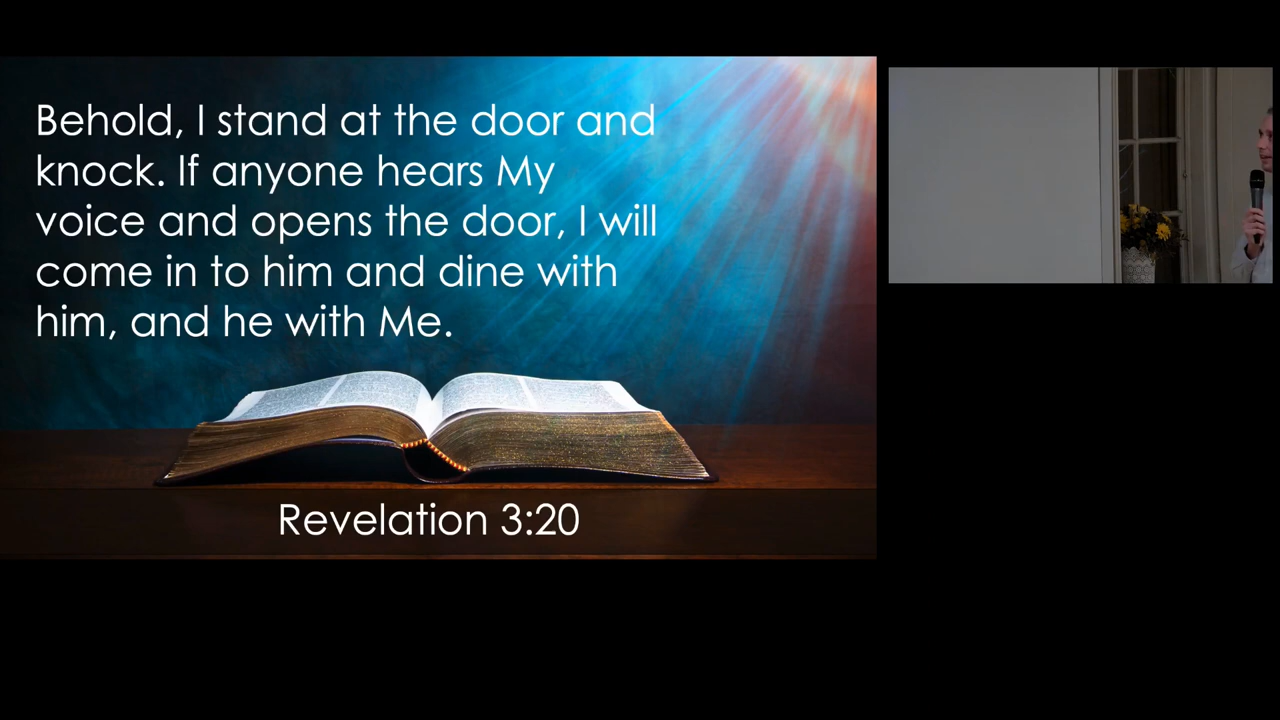 Behold, I stand at the door and
knock. If anyone hears My
voice and opens the door, I will
come in to him and dine with
him, and he with Me.
Revelation 3:20